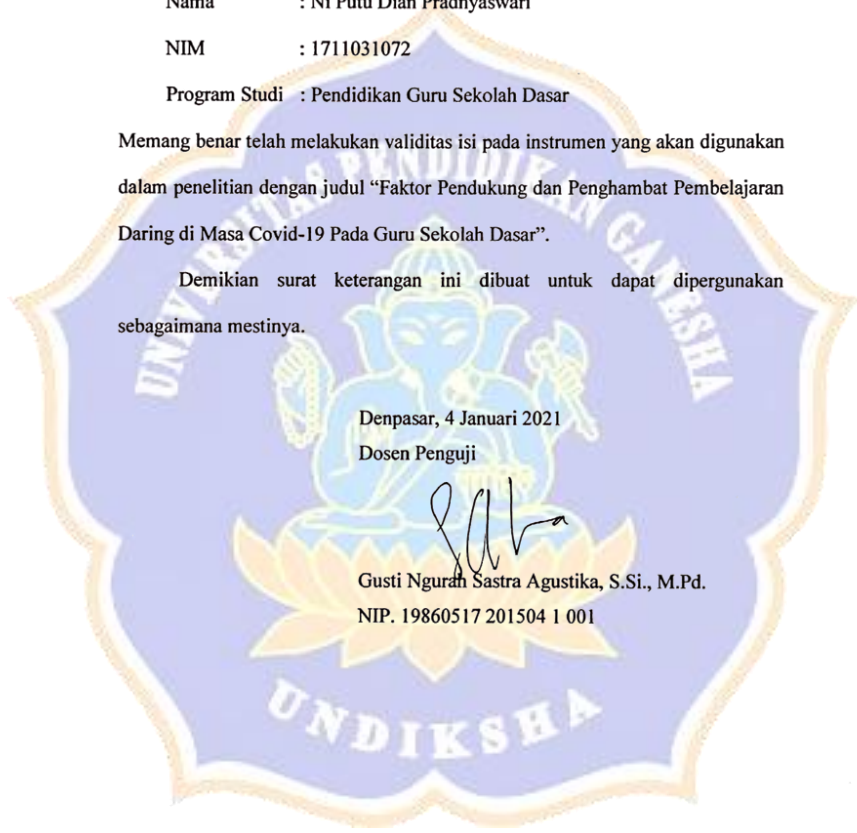 Nama : Ni Putu Dian Pradnyaswari
NIM : 1711031072
Program Studi : Pendidikan Guru Sekolah Dasar
Memang benar telah melakukan validitas isi pada instrumen yang akan digunakan
dalam penelitian dengan judul “Faktor Pendukung dan Penghambat Pembelajaran
Daring di Masa Covid-19 Pada Guru Sekolah Dasar”.
Demikian surat keterangan ini dibuat untuk dapat dipergunakan
sebagaimana mestinya.
Denpasar, 4 Januari 2021
Dosen Penguji
Gusti Ngurah Sastra Agustika, S.Si., M.Pd.
NIP. 19860517 201504 1 001
UNIVERSITAS PENDIDIKAN GANESHA
UNDIKSHA